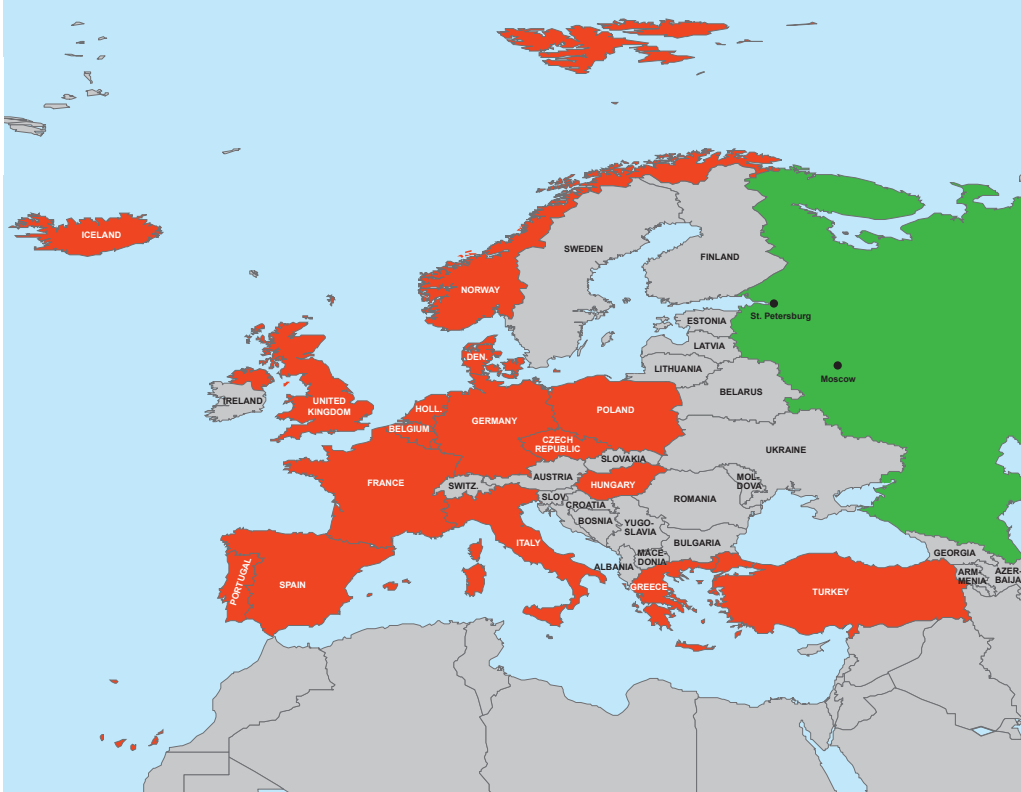 ICELAND
SWEDEN
FINLAND
NORWAY
St. Petersburg
ESTONIA
LATVIA
DEN.
LITHUANIA
Moscow
BELARUS
IRELAND
UNITED
KINGDOM
HOLL.
BELGIUM
GERMANY
POLAND
CZECH
REPUBLIC
UKRAINE
SLOVAKIA
FRANCE
SWITZ.
AUSTRIA
HUNGARY
MOL-
DOVA
SLOV.
CROATIA
ROMANIA
BOSNIA
YUGO-
SLAVIA
ITALY
BULGARIA
MACE-
DONIA
ALBANIA
GEORGIA
ARM-
MENIA
AZER-
BAIJA
PORTUGAL
SPAIN
GREECE
TURKEY